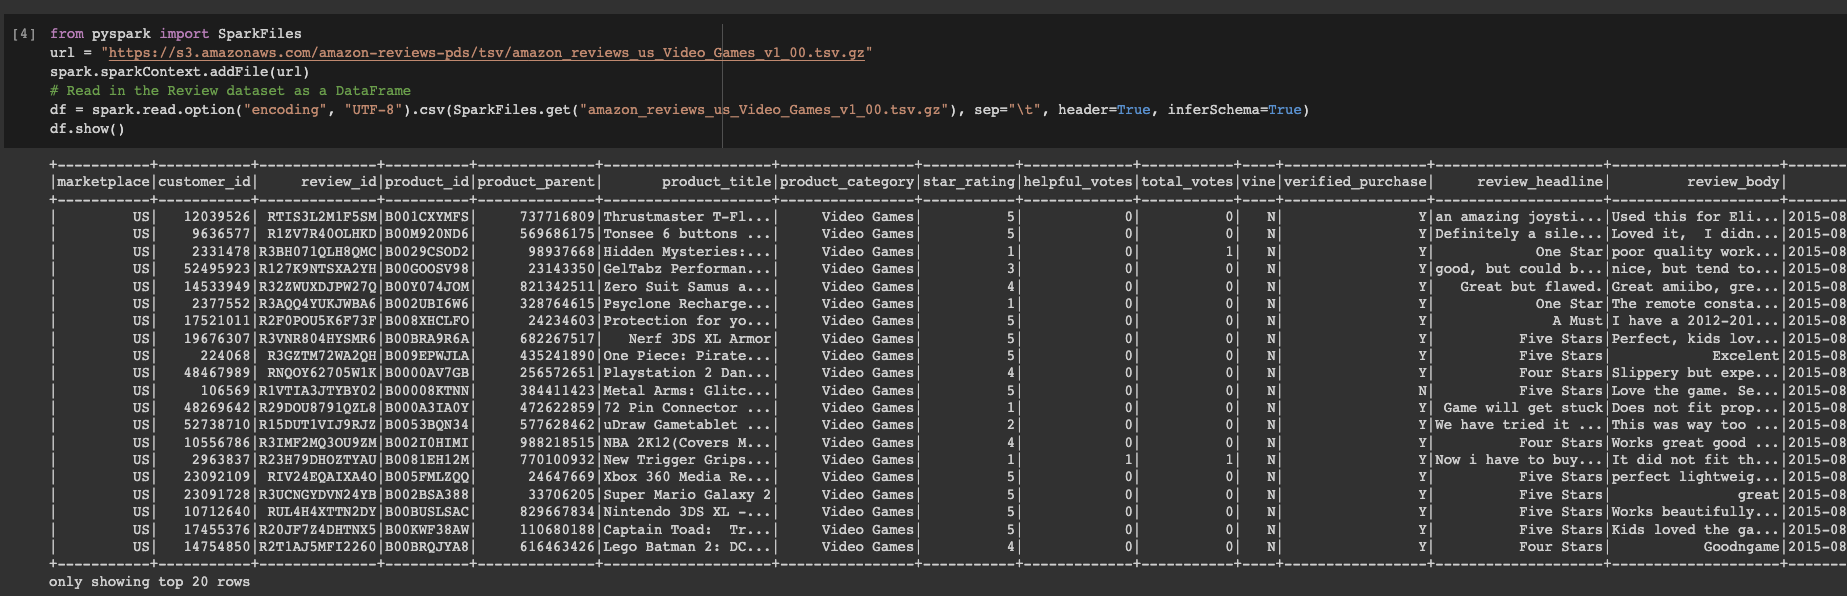 [4] from pyspark import SparkFiles
url = "https://s3.amazonaws.com/amazon-reviews-pds/tsv/amazon_reviews_us_Video_Games_v1_00.tsv.gz"
spark.sparkContext.addFile(url)
# Read in the Review dataset as a DataFrame
df = spark.read.option("encoding", "UTF-8").csv(SparkFiles.get("amazon_reviews_us_Video_Games_v1_00.tsv.gz"), sep="\t", header=True, inferSchema=True)
df.show()
|marketplace|customer_id|     review_id|product_id|product_parent|       product_title|product_category|star_rating|helpful_votes|total_votes|vine|verified_purchase|     review_headline|         review_body|
|         US|   12039526| RTIS3L2M1F5SM|B001CXYMFS|     737716809|Thrustmaster T-Fl...|     Video Games|          5|            0|          0|   N|                Y|an amazing joysti...|Used this for Eli...|2015-08
|         US|    9636577| R1ZV7R40OLHKD|B00M920ND6|     569686175|Tonsee 6 buttons ...|     Video Games|          5|            0|          0|   N|                Y|Definitely a sile...|Loved it,  I didn...|2015-08
|         US|    2331478|R3BH071QLH8QMC|B0029CSOD2|      98937668|Hidden Mysteries:...|     Video Games|          1|            0|          1|   N|                Y|            One Star|poor quality work...|2015-08
|         US|   52495923|R127K9NTSXA2YH|B00GOOSV98|      23143350|GelTabz Performan...|     Video Games|          3|            0|          0|   N|                Y|good, but could b...|nice, but tend to...|2015-08
|         US|   14533949|R32ZWUXDJPW27Q|B00Y074JOM|     821342511|Zero Suit Samus a...|     Video Games|          4|            0|          0|   N|                Y|   Great but flawed.|Great amiibo, gre...|2015-08
|         US|    2377552|R3AQQ4YUKJWBA6|B002UBI6W6|     328764615|Psyclone Recharge...|     Video Games|          1|            0|          0|   N|                Y|            One Star|The remote consta...|2015-08
|         US|   17521011|R2F0POU5K6F73F|B008XHCLFO|      24234603|Protection for yo...|     Video Games|          5|            0|          0|   N|                Y|              A Must|I have a 2012-201...|2015-08
|         US|   19676307|R3VNR804HYSMR6|B00BRA9R6A|     682267517|   Nerf 3DS XL Armor|     Video Games|          5|            0|          0|   N|                Y|          Five Stars|Perfect, kids lov...|2015-08
|         US|     224068| R3GZTM72WA2QH|B009EPWJLA|     435241890|One Piece: Pirate...|     Video Games|          5|            0|          0|   N|                Y|          Five Stars|            Excelent|2015-08
|         US|   48467989| RNQOY62705W1K|B0000AV7GB|     256572651|Playstation 2 Dan...|     Video Games|          4|            0|          0|   N|                Y|          Four Stars|Slippery but expe...|2015-08
|         US|     106569|R1VTIA3JTYBY02|B00008KTNN|     384411423|Metal Arms: Glitc...|     Video Games|          5|            0|          0|   N|                N|          Five Stars|Love the game. Se...|2015-08
|         US|   48269642|R29DOU8791QZL8|B000A3IA0Y|     472622859|72 Pin Connector ...|     Video Games|          1|            0|          0|   N|                Y| Game will get stuck|Does not fit prop...|2015-08
|         US|   52738710|R15DUT1VIJ9RJZ|B0053BQN34|     577628462|uDraw Gametablet ...|     Video Games|          2|            0|          0|   N|                Y|We have tried it ...|This was way too ...|2015-08
|         US|   10556786|R3IMF2MQ3OU9ZM|B002I0HIMI|     988218515|NBA 2K12(Covers M...|     Video Games|          4|            0|          0|   N|                Y|          Four Stars|Works great good ...|2015-08
|         US|    2963837|R23H79DHOZTYAU|B0081EH12M|     770100932|New Trigger Grips...|     Video Games|          1|            1|          1|   N|                Y|Now i have to buy...|It did not fit th...|2015-08
|         US|   23092109| RIV24EQAIXA4O|B005FMLZQQ|      24647669|Xbox 360 Media Re...|     Video Games|          5|            0|          0|   N|                Y|          Five Stars|perfect lightweig...|2015-08
|         US|   23091728|R3UCNGYDVN24YB|B002BSA388|      33706205|Super Mario Galaxy 2|     Video Games|          5|            0|          0|   N|                Y|          Five Stars|               great|2015-08
|         US|   10712640| RUL4H4XTTN2DY|B00BUSLSAC|     829667834|Nintendo 3DS XL -...|     Video Games|          5|            0|          0|   N|                Y|          Five Stars|Works beautifully...|2015-08
|         US|   17455376|R20JF7Z4DHTNX5|B00KWF38AW|     110680188|Captain Toad:  Tr...|     Video Games|          5|            0|          0|   N|                Y|          Five Stars|Kids loved the ga...|2015-08
|         US|   14754850|R2T1AJ5MFI2260|B00BRQJYA8|     616463426|Lego Batman 2: DC...|     Video Games|          4|            0|          0|   N|                Y|          Four Stars|            Goodngame|2015-08
only showing top 20 rows